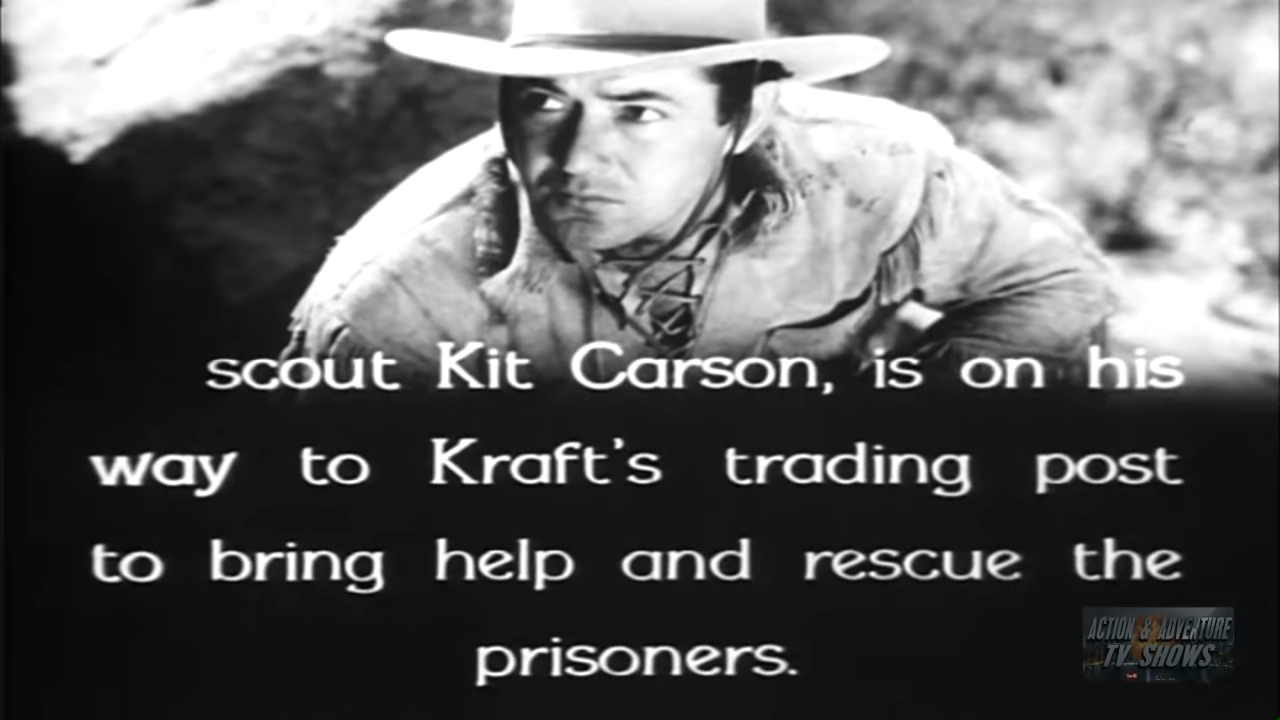 scout Kit Carson, is on his
way to Kraft's trading post
to bring help and rescue the
prisoners.
ACTION & ADVENTURE
TV SHOWS